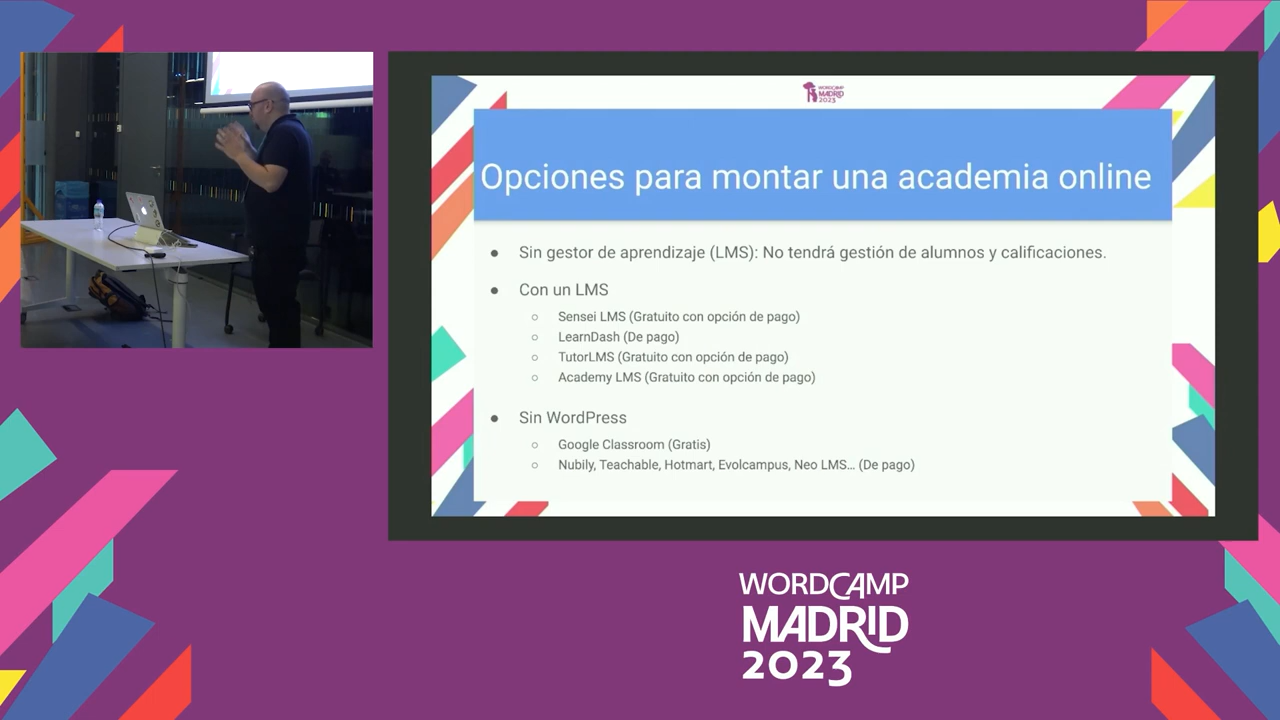 WORDCAMP
MADRID
2023
Opciones para montar una academia online
● Sin gestor de aprendizaje (LMS): No tendrá gestión de alumnos y calificaciones.
● Con un LMS
○ Sensei LMS (Gratuito con opción de pago)
○ LearnDash (De pago)
○ TutorLMS (Gratuito con opción de pago)
○ Academy LMS (Gratuito con opción de pago)
● Sin WordPress
○ Google Classroom (Gratis)
○ Nubily, Teachable, Hotmart, Evolcampus, Neo LMS... (De pago)
WORDCAMP
MADRID
2023